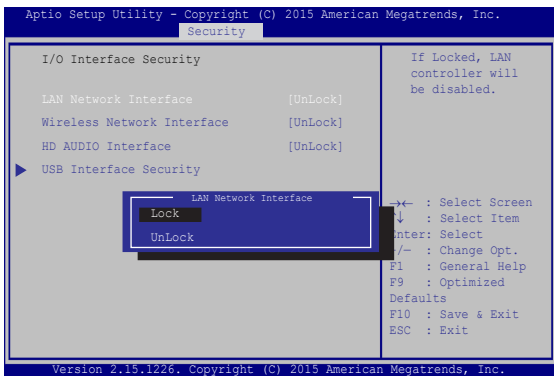 Aptio Setup Utility - Copyright (C) 2015 American Megatrends, Inc.
Security
I/O Interface Security
LAN Network Interface [UnLock]
Wireless Network Interface [UnLock]
HD AUDIO Interface [UnLock]
USB Interface Security
LAN Network Interface
Lock
UnLock
If Locked, LAN
controller will
be disabled.
→← : Select Screen
↑↓ : Select Item
Enter: Select
+/— : Change Opt.
F1 : General Help
F9 : Optimized
Defaults
F10 : Save & Exit
ESC : Exit
Version 2.15.1226. Copyright (C) 2015 American Megatrends, Inc.